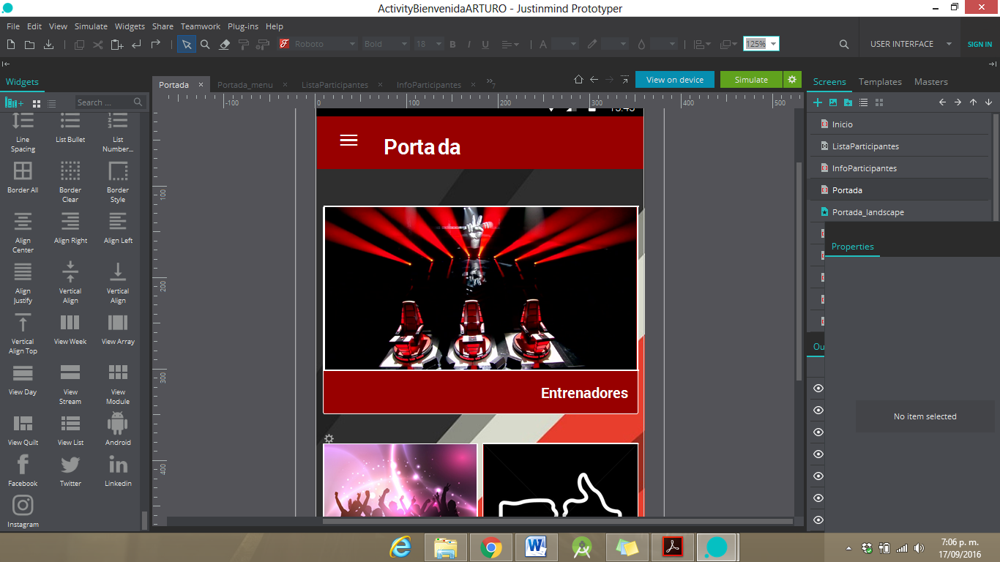 ActivityBienvenidaARTURO - Justinmind Prototyper
File Edit View Simulate Widgets Share Teamwork Plug-ins Help
Roboto Bold 18 B I U A 125% USER INTERFACE SIGN IN
Widgets
Portada × Portada_menu × ListaParticipantes × InfoParticipantes × 7
View on device Simulate
Screens Templates Masters
Search ...
-100 0 100 200 300 400 500
Line Spacing
List Bullet
List Number...
Border All
Border Clear
Border Style
Align Center
Align Right
Align Left
Align Justify
Vertical Align
Vertical Align
Vertical Align Top
View Week
View Array
View Day
View Stream
View Module
View Quilt
View List
Android
Facebook
Twitter
Linkedin
Instagram
100
200
300
400
Portada
Entrenadores
Inicio
ListaParticipantes
InfoParticipantes
Portada
Portada_landscape
Properties
Ou
No item selected
7:06 p. m.
17/09/2016